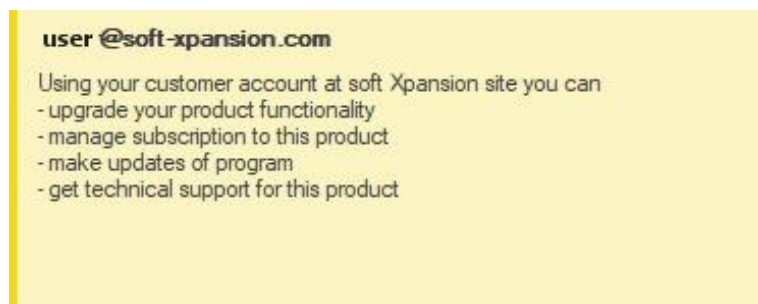 user @soft-xpansion.com
Using your customer account at soft Xpansion site you can
- upgrade your product functionality
- manage subscription to this product
- make updates of program
- get technical support for this product